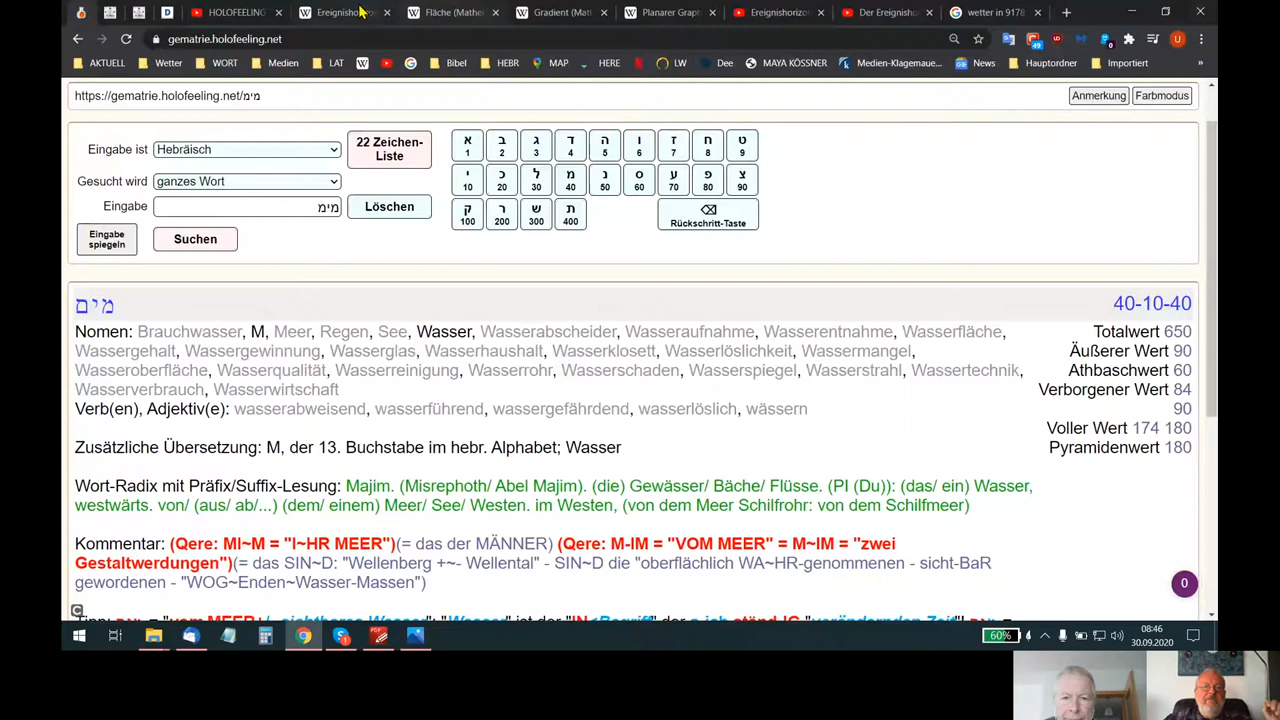 HOLOFEELING
Ereignishorizo
Fläche (Mathe
Gradient (Mat
Planarer Grap
Ereignishorizo
Der Ereignish
wetter in 9178
gematrie.holofeeling.net
AKTUELL Wetter WORT Medien LAT Bibel HEBR MAP HERE LW Dee MAYA KÖSSNER Medien-Klagemaue... News Hauptordner Importiert
https://gematrie.holofeeling.net/מימ
Anmerkung Farbmodus
Eingabe ist Hebräisch
22 Zeichen-Liste
Gesucht wird ganzes Wort
Eingabe מימ Löschen
Eingabe spiegeln Suchen
א ב ג ד ה ו ז ח ט
1 2 3 4 5 6 7 8 9
י כ ל מ נ ס ע פ צ
10 20 30 40 50 60 70 80 90
ק ר ש ת
100 200 300 400 Rückschritt-Taste
מים 40-10-40
Nomen: Brauchwasser, M, Meer, Regen, See, Wasser, Wasserabscheider, Wasseraufnahme, Wasserentnahme, Wasserfläche, Totalwert 650
Wassergehalt, Wassergewinnung, Wasserglas, Wasserhaushalt, Wasserklosett, Wasserlöslichkeit, Wassermangel, Äußerer Wert 90
Wasseroberfläche, Wasserqualität, Wasserreinigung, Wasserrohr, Wasserschaden, Wasserspiegel, Wasserstrahl, Wassertechnik, Athbaschwert 60
Wasserverbrauch, Wasserwirtschaft Verborgener Wert 84
Verb(en), Adjektiv(e): wasserabweisend, wasserführend, wassergefährdend, wasserlöslich, wässern 90
Voller Wert 174 180
Zusätzliche Übersetzung: M, der 13. Buchstabe im hebr. Alphabet; Wasser Pyramidenwert 180
Wort-Radix mit Präfix/Suffix-Lesung: Majim. (Misrephoth/ Abel Majim). (die) Gewässer/ Bäche/ Flüsse. (Pl (Du)): (das/ ein) Wasser,
westwärts. von/ (aus/ ab/...) (dem/ einem) Meer/ See/ Westen. im Westen, (von dem Meer Schilfrohr: von dem Schilfmeer)
Kommentar: (Qere: MI~M = "I~HR MEER")(= das der MÄNNER) (Qere: M-IM = "VOM MEER" = M~IM = "zwei
Gestaltwerdungen")(= das SIN~D: "Wellenberg +~- Wellental" - SIN~D die "oberflächlich WA~HR-genommenen - sicht-BaR
gewordenen - "WOG~Enden~Wasser-Massen")
0
60%
08:46
30.09.2020